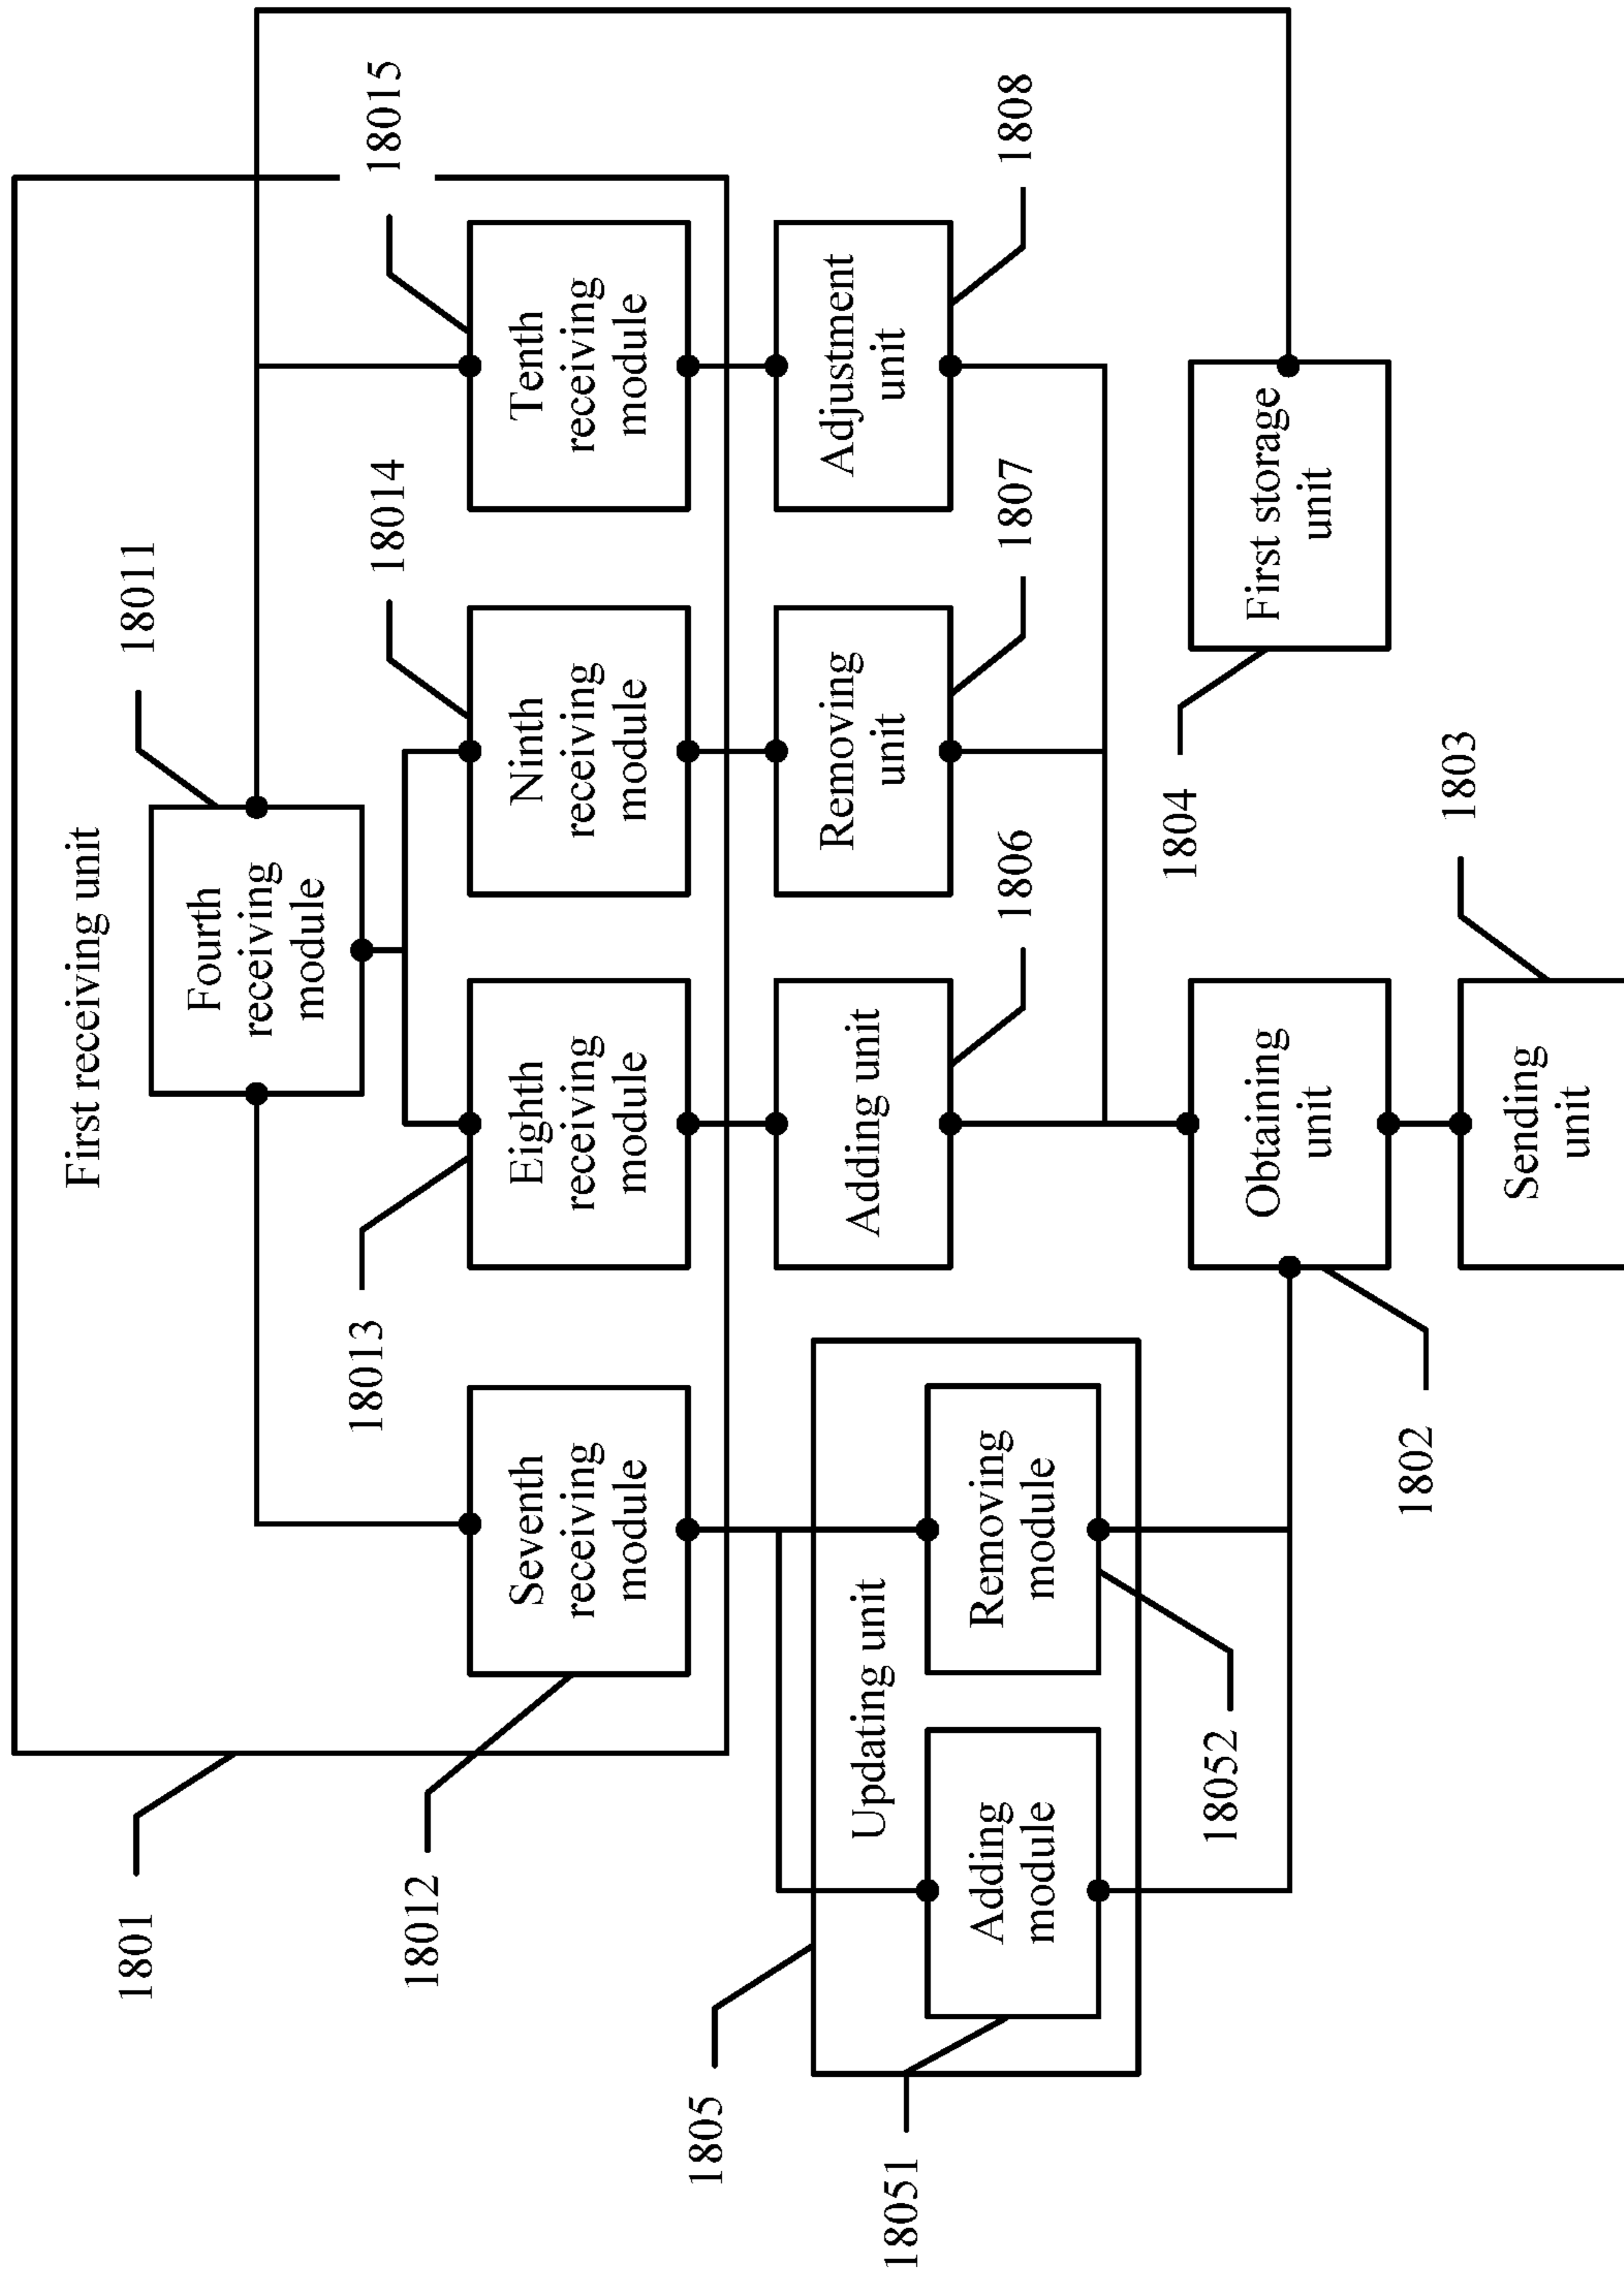 First receiving unit
1801
18011
Fourth
receiving
module
18012
18013
18014
18015
Seventh
receiving
module
Eighth
receiving
module
Ninth
receiving
module
Tenth
receiving
module
1805
Updating unit
Adding unit
Removing
unit
Adjustment
unit
18051
Adding
module
Removing
module
1806
1807
1808
18052
1804
Obtaining
unit
First storage
unit
1802
1803
Sending
unit